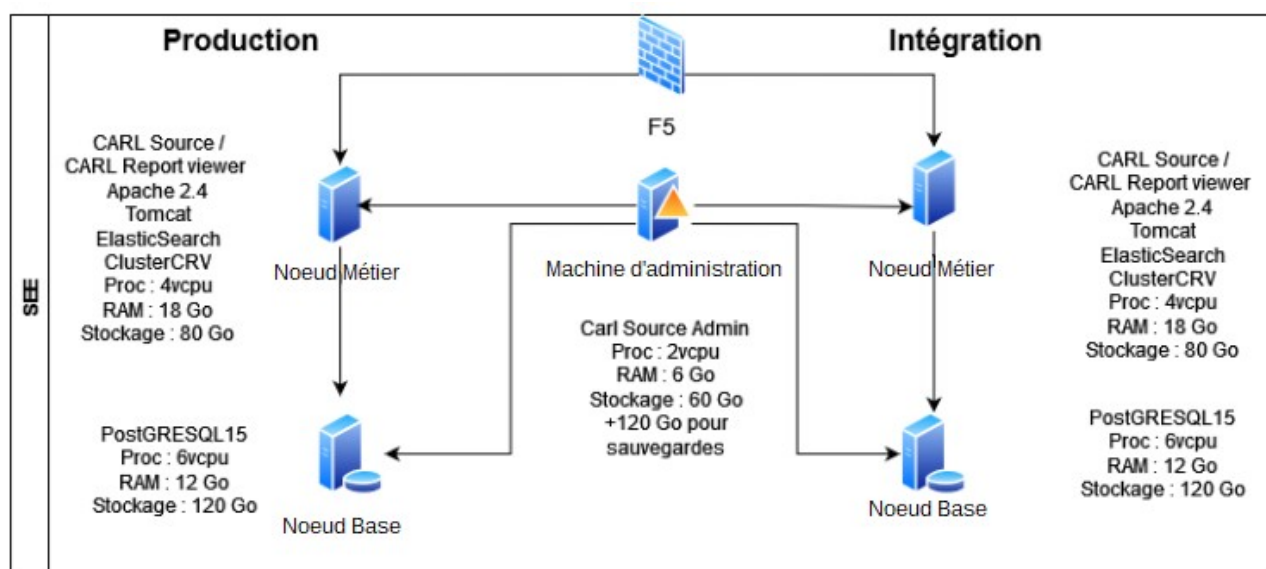 Production
Intégration
F5
SEE
CARL Source /
CARL Report viewer
Apache 2.4
Tomcat
ElasticSearch
ClusterCRV
Proc : 4vcpu
RAM : 18 Go
Stockage : 80 Go
Noeud Métier
Machine d'administration
Noeud Métier
CARL Source /
CARL Report viewer
Apache 2.4
Tomcat
ElasticSearch
ClusterCRV
Proc : 4vcpu
RAM : 18 Go
Stockage : 80 Go
Carl Source Admin
Proc : 2vcpu
RAM : 6 Go
Stockage : 60 Go
+120 Go pour
sauvegardes
PostGRESQL15
Proc : 6vcpu
RAM : 12 Go
Stockage : 120 Go
Noeud Base
Noeud Base
PostGRESQL15
Proc : 6vcpu
RAM : 12 Go
Stockage : 120 Go